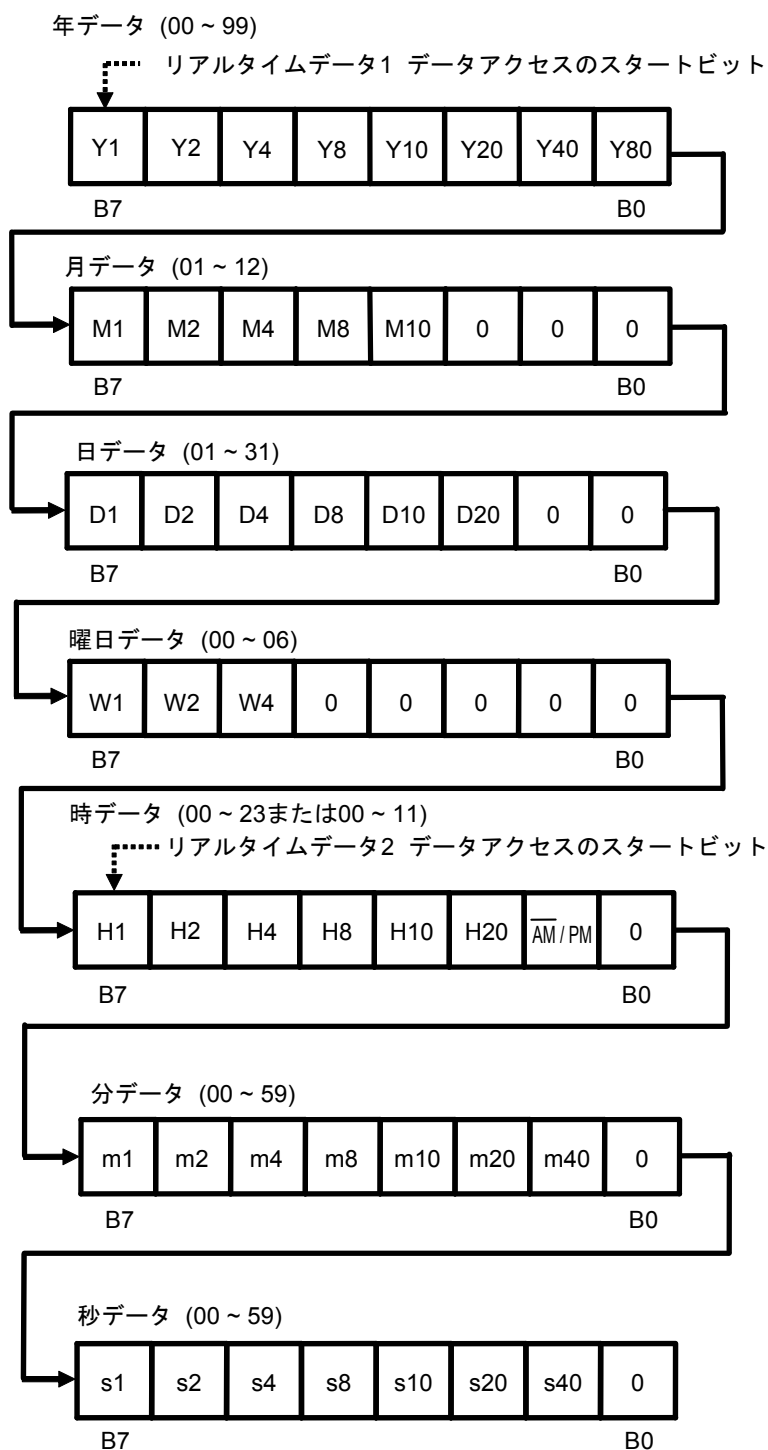 年データ (00 ~ 99)
リアルタイムデータ1 データアクセスのスタートビット
Y1 Y2 Y4 Y8 Y10 Y20 Y40 Y80
B7 B0
月データ (01 ~ 12)
M1 M2 M4 M8 M10 0 0 0
B7 B0
日データ (01 ~ 31)
D1 D2 D4 D8 D10 D20 0 0
B7 B0
曜日データ (00 ~ 06)
W1 W2 W4 0 0 0 0 0
B7 B0
時データ (00 ~ 23または00 ~ 11)
リアルタイムデータ2 データアクセスのスタートビット
H1 H2 H4 H8 H10 H20 A̅M̅ / PM 0
B7 B0
分データ (00 ~ 59)
m1 m2 m4 m8 m10 m20 m40 0
B7 B0
秒データ (00 ~ 59)
s1 s2 s4 s8 s10 s20 s40 0
B7 B0